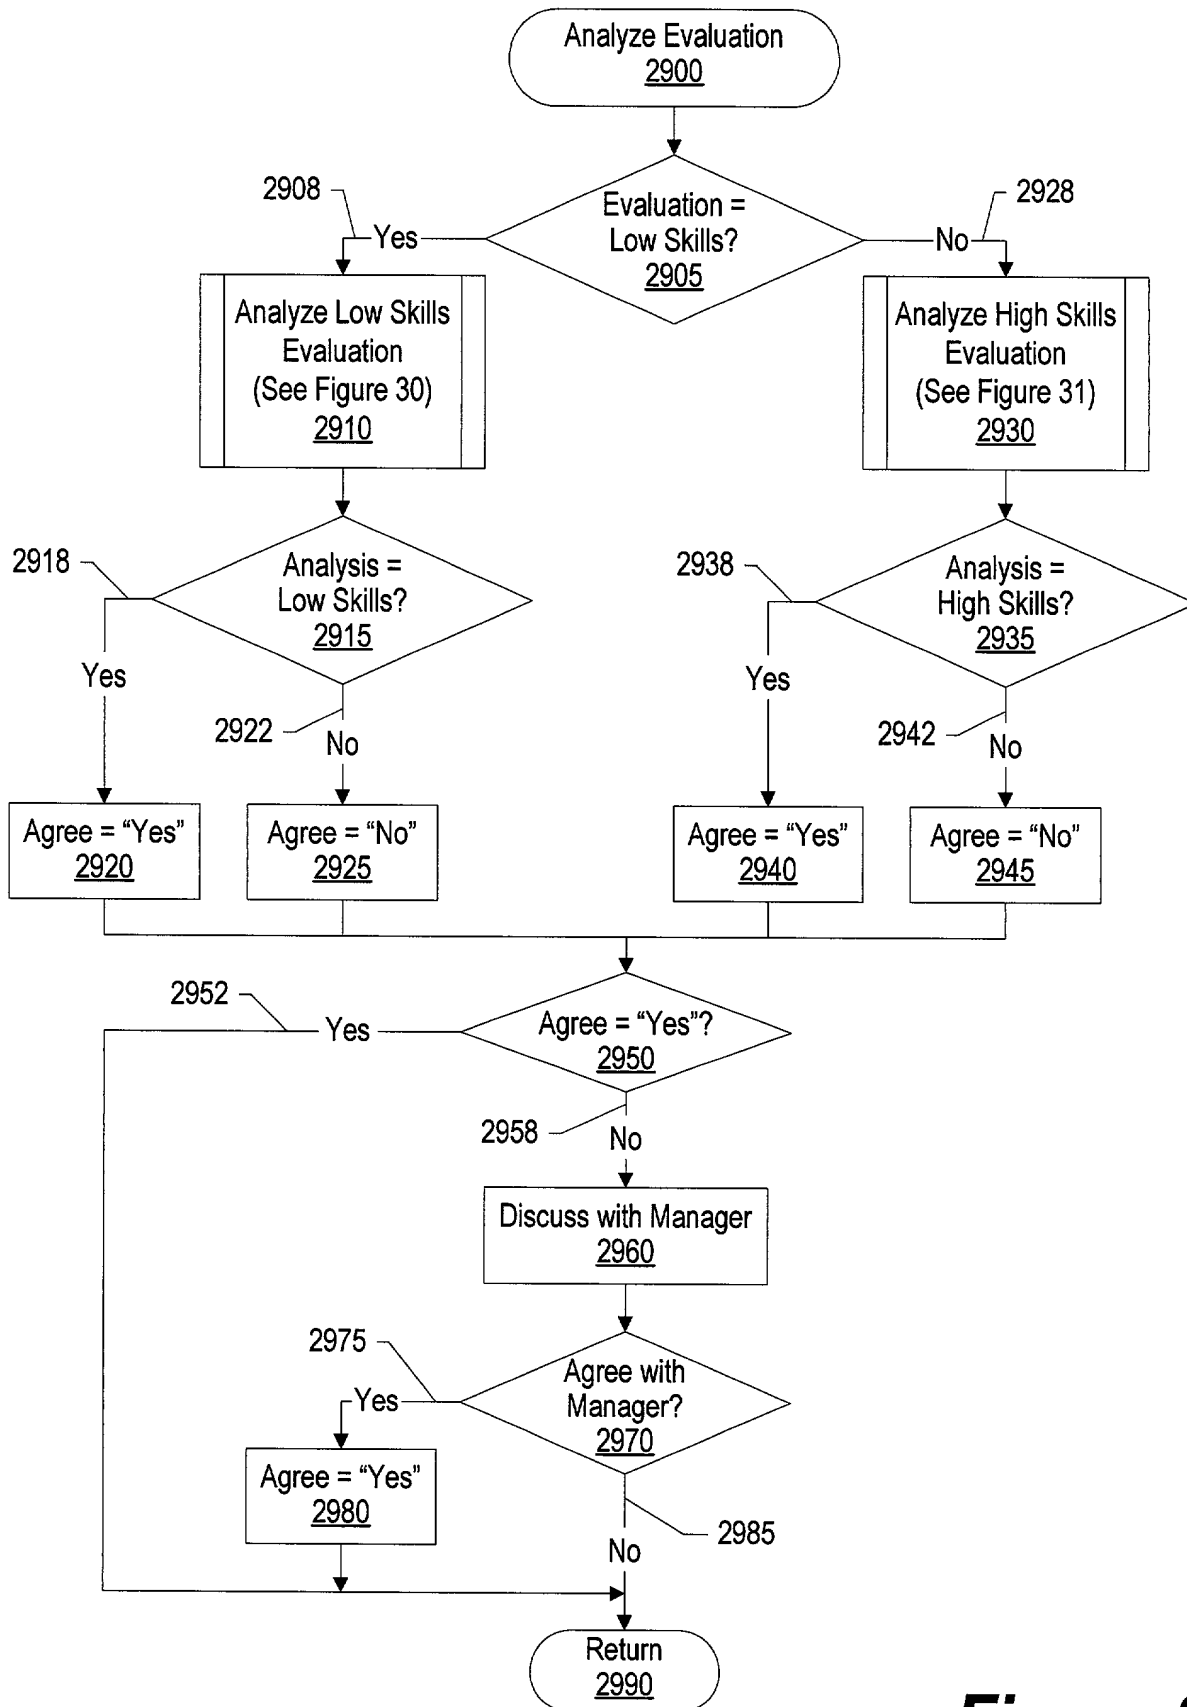 Analyze Evaluation
2900
2908
2928
Evaluation =
Low Skills?
2905
Yes
No
Analyze Low Skills
Evaluation
(See Figure 30)
2910
Analyze High Skills
Evaluation
(See Figure 31)
2930
2918
Analysis =
Low Skills?
2915
2938
Analysis =
High Skills?
2935
Yes
2922
No
Yes
2942
No
Agree = “Yes”
2920
Agree = “No”
2925
Agree = “Yes”
2940
Agree = “No”
2945
2952
Yes
Agree = “Yes”?
2950
2958
No
Discuss with Manager
2960
2975
Yes
Agree with
Manager?
2970
Agree = “Yes”
2980
2985
No
Return
2990